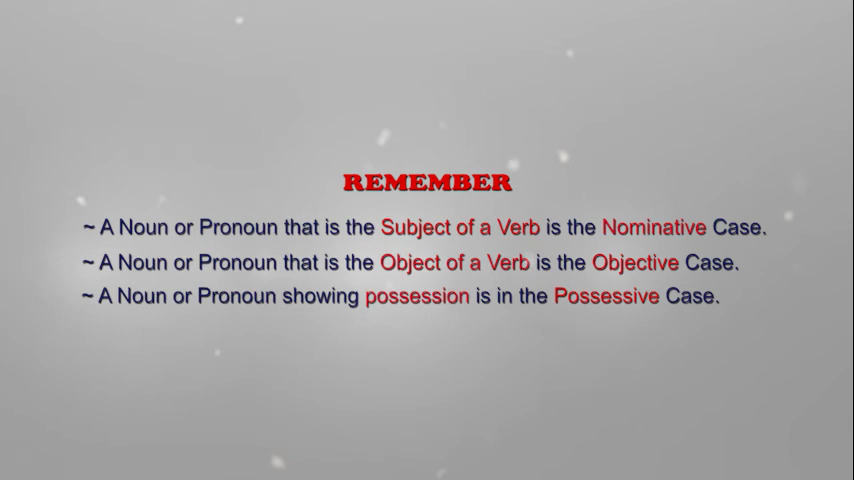 REMEMBER
~ A Noun or Pronoun that is the Subject of a Verb is the Nominative Case.
~ A Noun or Pronoun that is the Object of a Verb is the Objective Case.
~ A Noun or Pronoun showing possession is in the Possessive Case.